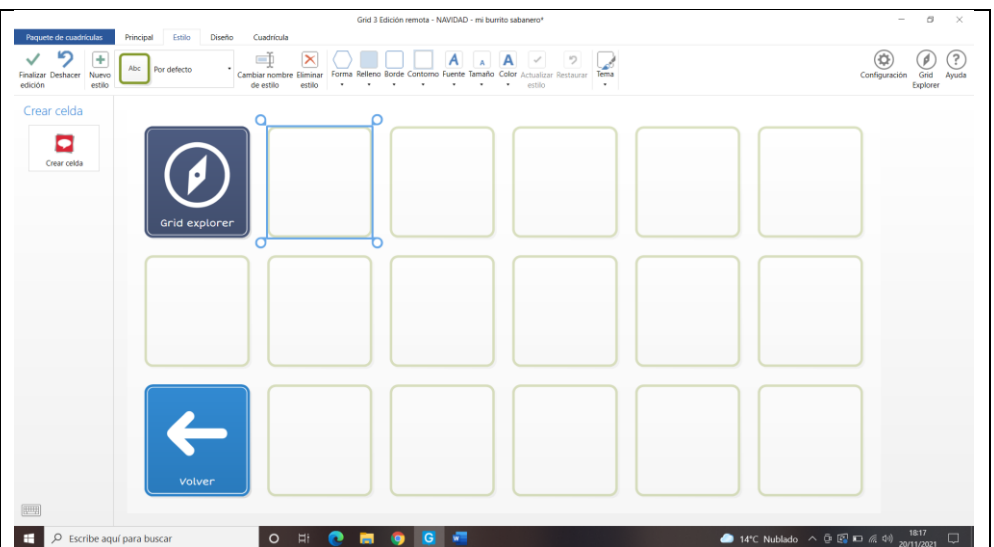 Grid 3 Edición remota - NAVIDAD - mi burrito sabanero*
Paquete de cuadrículas Principal Estilo Diseño Cuadrícula
Finalizar edición
Deshacer
Nuevo estilo
Abc
Por defecto
Cambiar nombre de estilo
Eliminar estilo
Forma
Relleno
Borde
Contorno
A
Fuente
A
Tamaño
A
Color
Actualizar estilo
Restaurar
Tema
Configuración
Grid Explorer
?
Ayuda
Crear celda
Crear celda
Grid explorer
Volver
Escribe aquí para buscar
G
14°C Nublado
18:17
20/11/2021